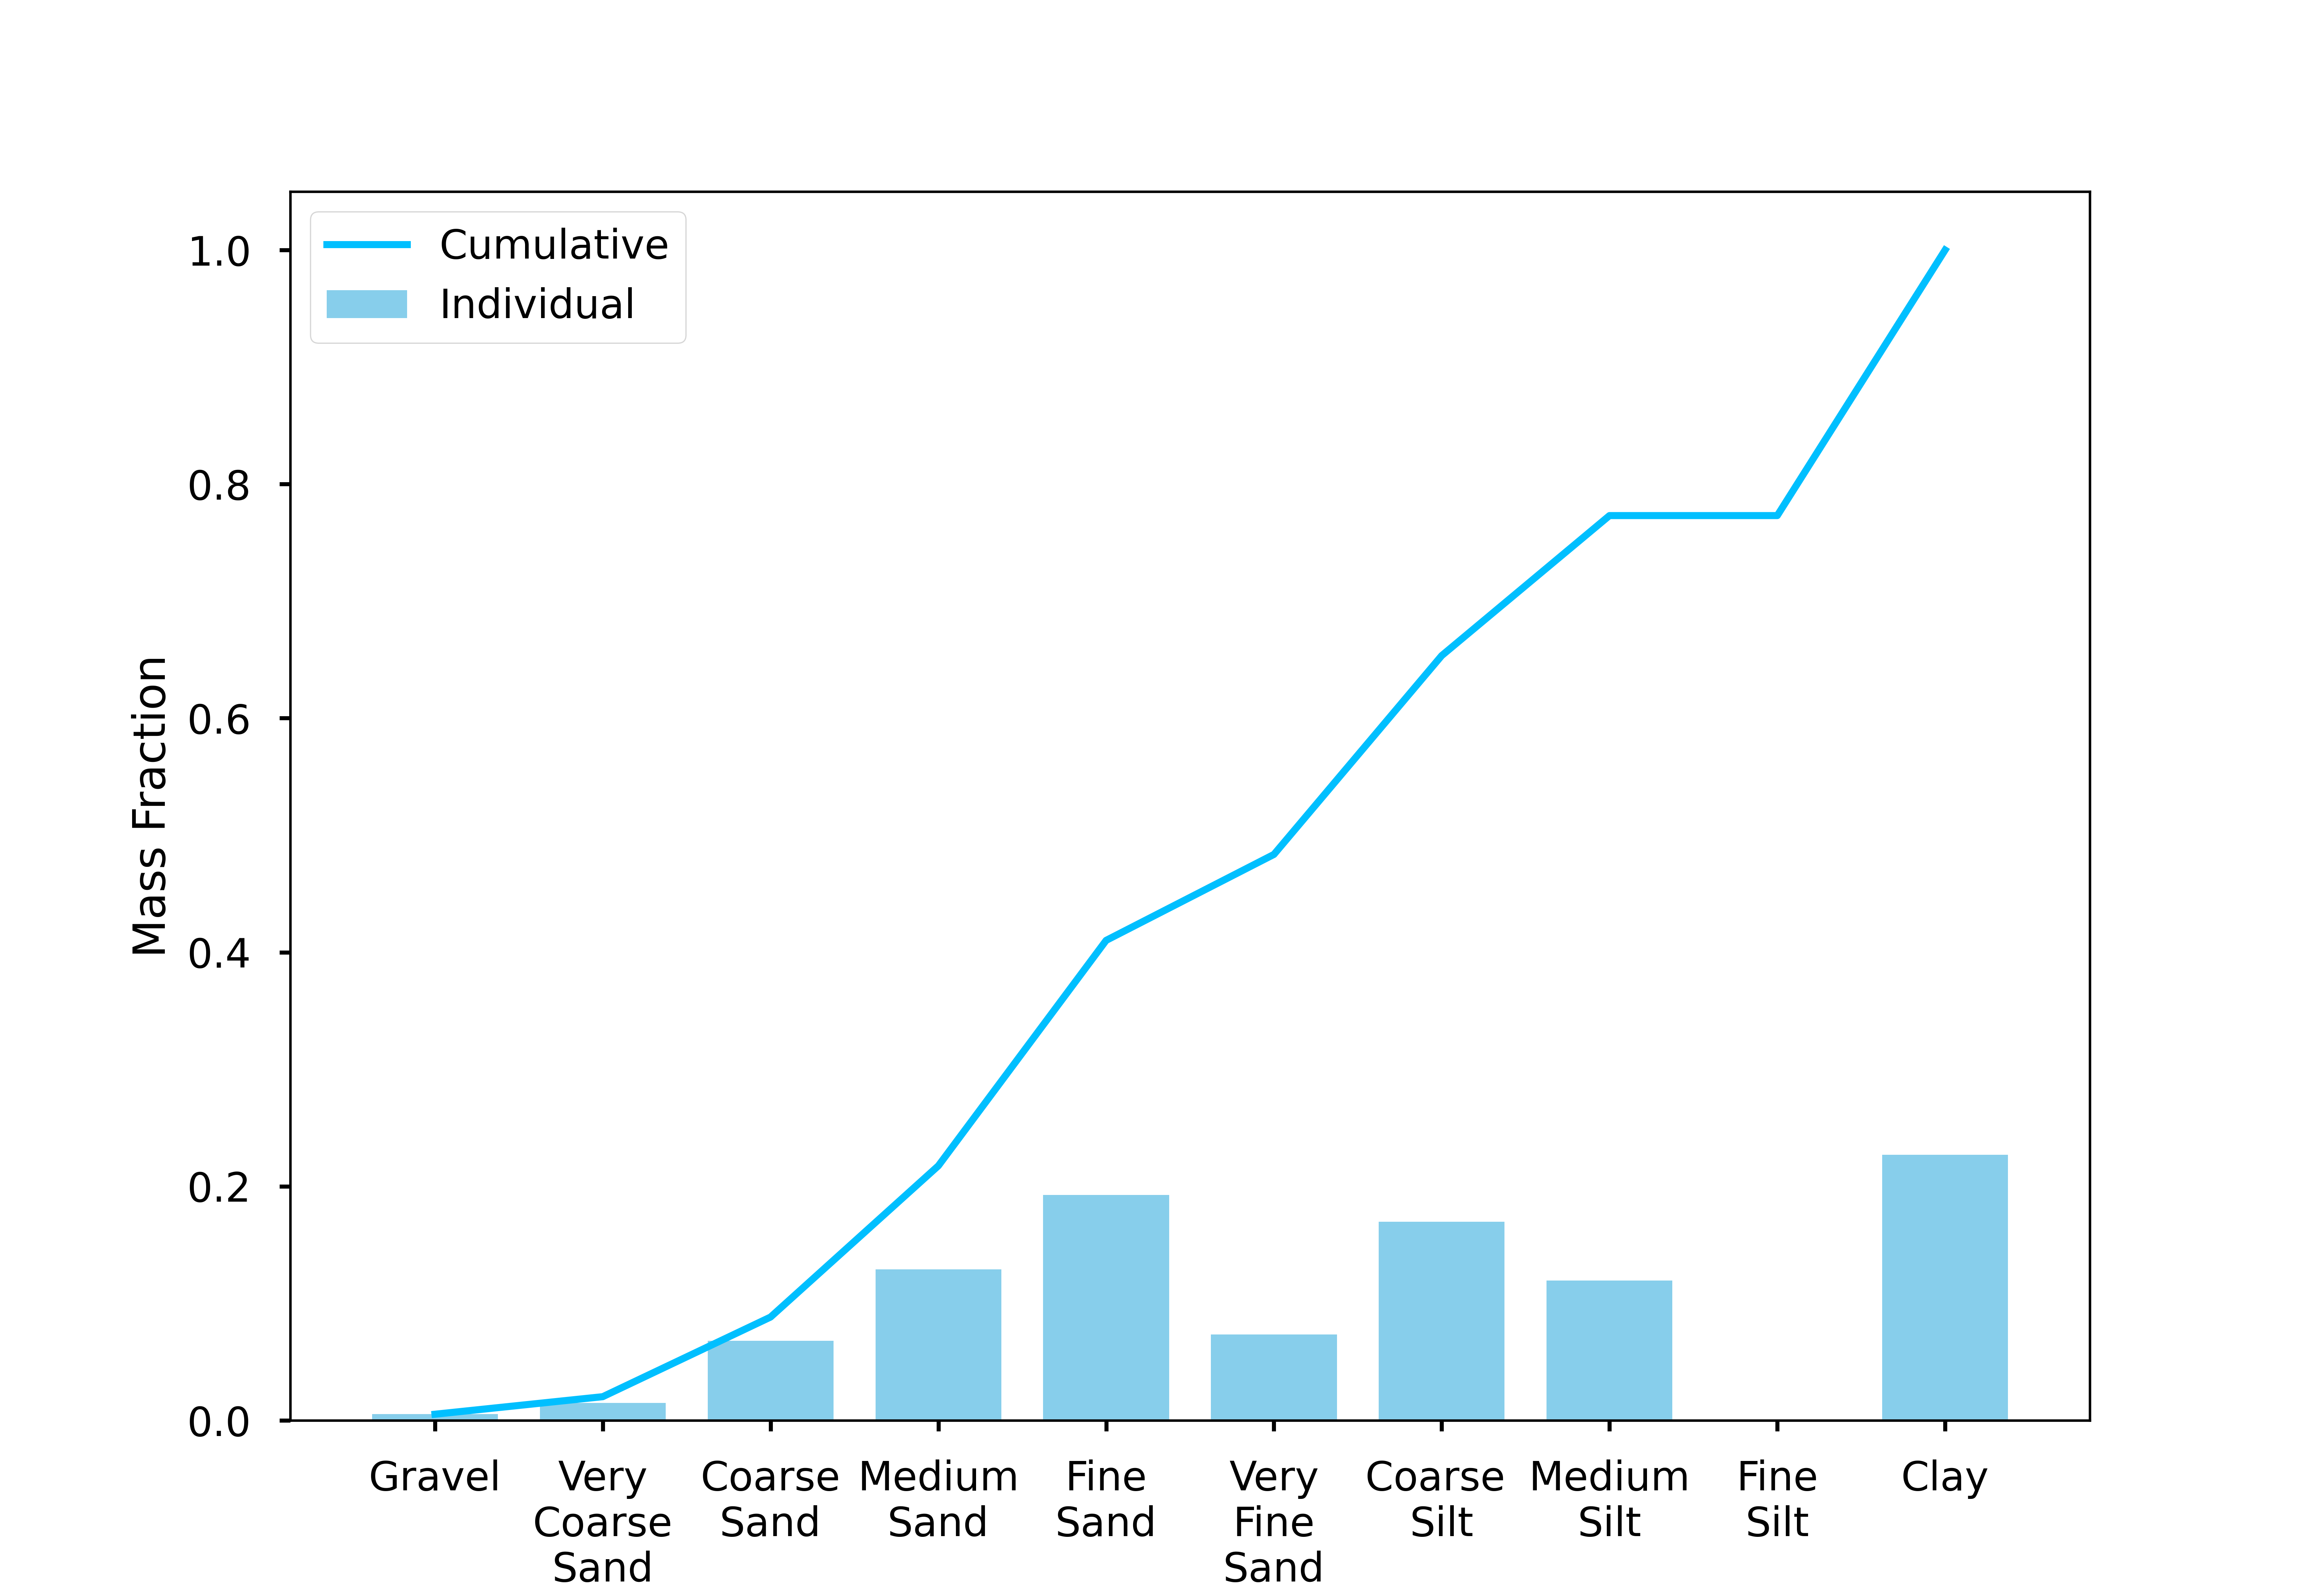 Cumulative
Individual
1.0
0.8
0.6
0.4
0.2
0.0
Mass Fraction
Gravel
Very
Coarse
Sand
Coarse
Sand
Medium
Sand
Fine
Sand
Very
Fine
Sand
Coarse
Silt
Medium
Silt
Fine
Silt
Clay